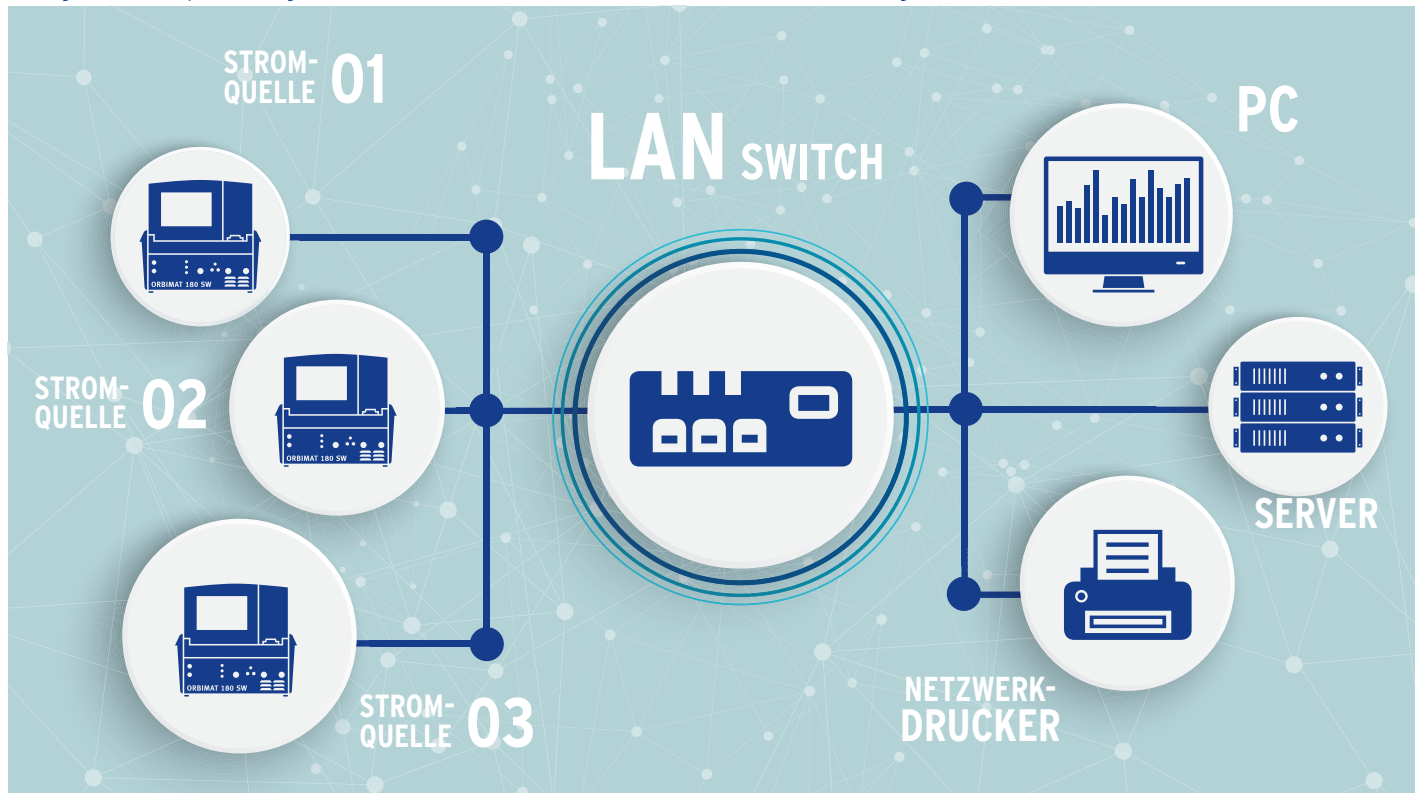 STROM-
QUELLE 01
LAN SWITCH
PC
ORBIMAT 180 SW
STROM-
QUELLE 02
ORBIMAT 180 SW
SERVER
ORBIMAT 180 SW
STROM-
QUELLE 03
NETZWERK-
DRUCKER